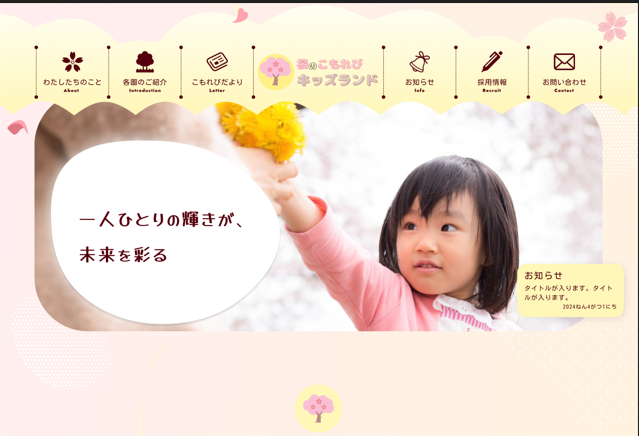 わたしたちのこと
About
各園のご紹介
Introduction
こもれびだより
Letter
桜のこもれび
キッズランド
お知らせ
Info
採用情報
Recruit
お問い合わせ
Contact
一人ひとりの輝きが、
未来を彩る
お知らせ
タイトルが入ります。タイト
ルが入ります。
2024ねん4がつ1にち